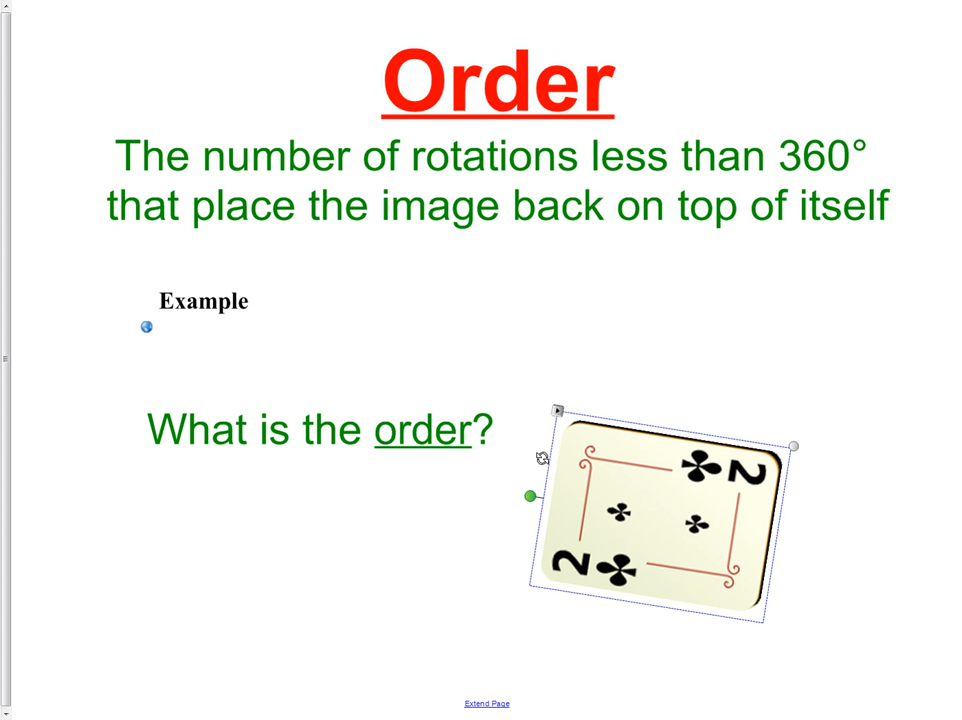 Order
The number of rotations less than 360°
that place the image back on top of itself
Example
What is the order?
2
2
Extend Page